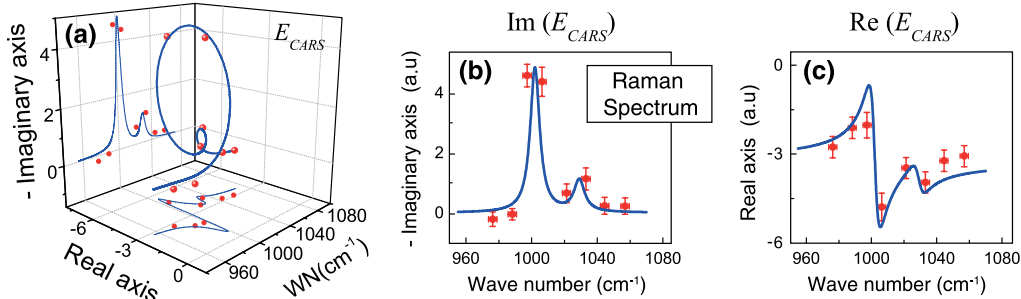 (a)
E_CARS
- Imaginary axis
4
2
0
-6
-3
0
Real axis
960
1000
1040
1080
WN(cm⁻¹)
Im (E_CARS)
(b)
Raman
Spectrum
- Imaginary axis (a.u)
4
2
0
960
1000
1040
1080
Wave number (cm⁻¹)
Re (E_CARS)
(c)
Real axis (a.u)
0
-3
-6
960
1000
1040
1080
Wave number (cm⁻¹)